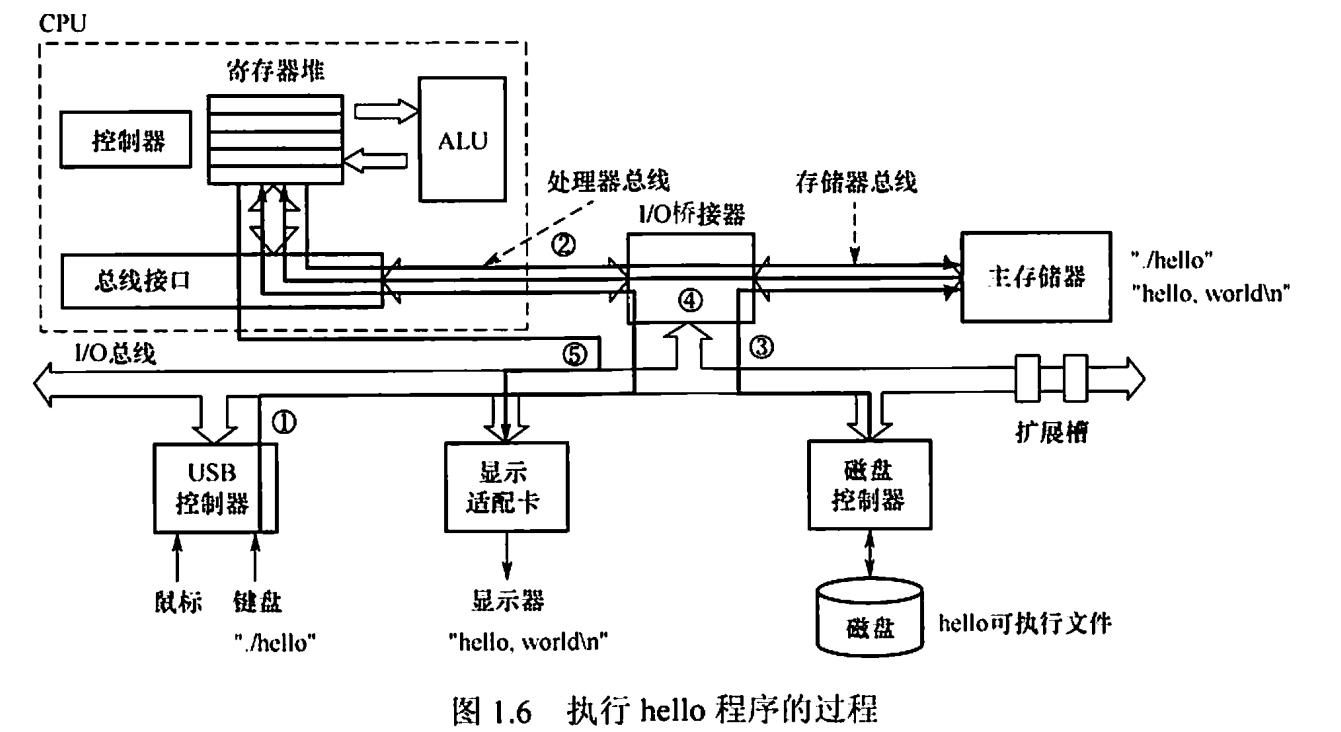 CPU
寄存器堆
控制器
ALU
处理器总线
存储器总线
I/O桥接器
②
总线接口
主存储器
"./hello"
"hello, world\n"
④
I/O总线
⑤
③
①
扩展槽
USB
控制器
显示
适配卡
磁盘
控制器
鼠标
键盘
显示器
"./hello"
"hello, world\n"
磁盘
hello可执行文件
图 1.6 执行 hello 程序的过程